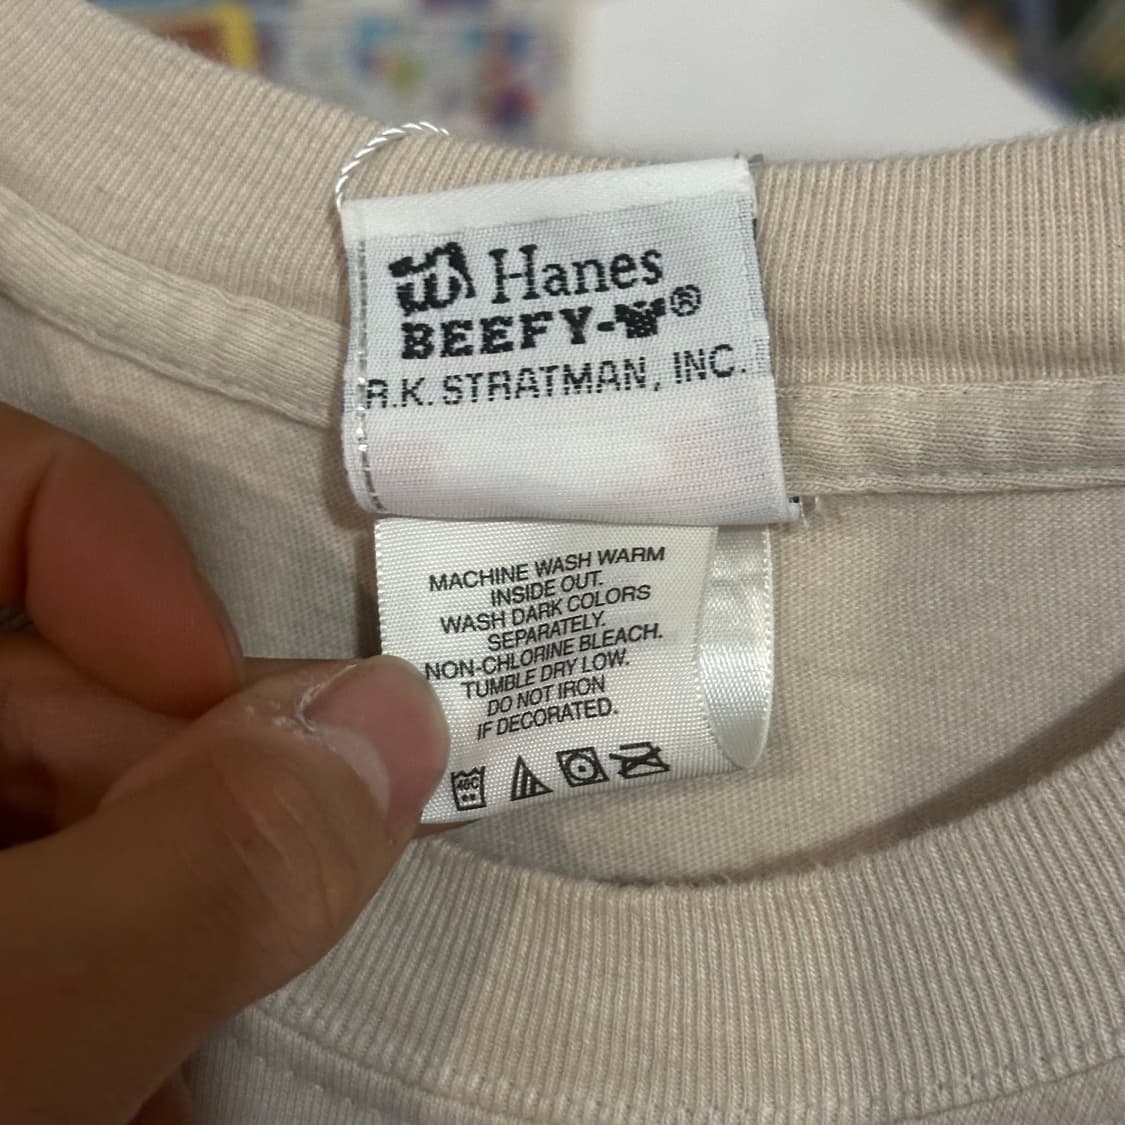 Hanes
BEEFY-®
R.K. STRATMAN, INC.
MACHINE WASH WARM
INSIDE OUT.
WASH DARK COLORS
SEPARATELY.
NON-CHLORINE BLEACH.
TUMBLE DRY LOW.
DO NOT IRON
IF DECORATED.
40C